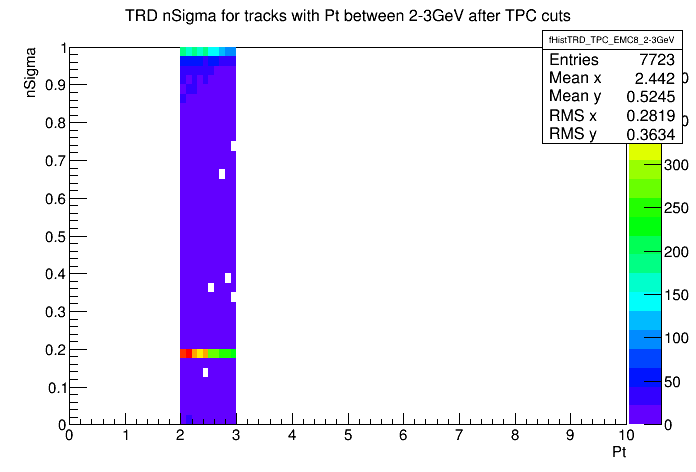 TRD nSigma for tracks with Pt between 2-3GeV after TPC cuts
fHistTRD_TPC_EMC8_2-3GeV
Entries 7723
Mean x 2.442
Mean y 0.5245
RMS x 0.2819
RMS y 0.3634
nSigma
1
0.9
0.8
0.7
0.6
0.5
0.4
0.3
0.2
0.1
0
0 1 2 3 4 5 6 7 8 9 10
Pt
0
0
300
250
200
150
100
50
0